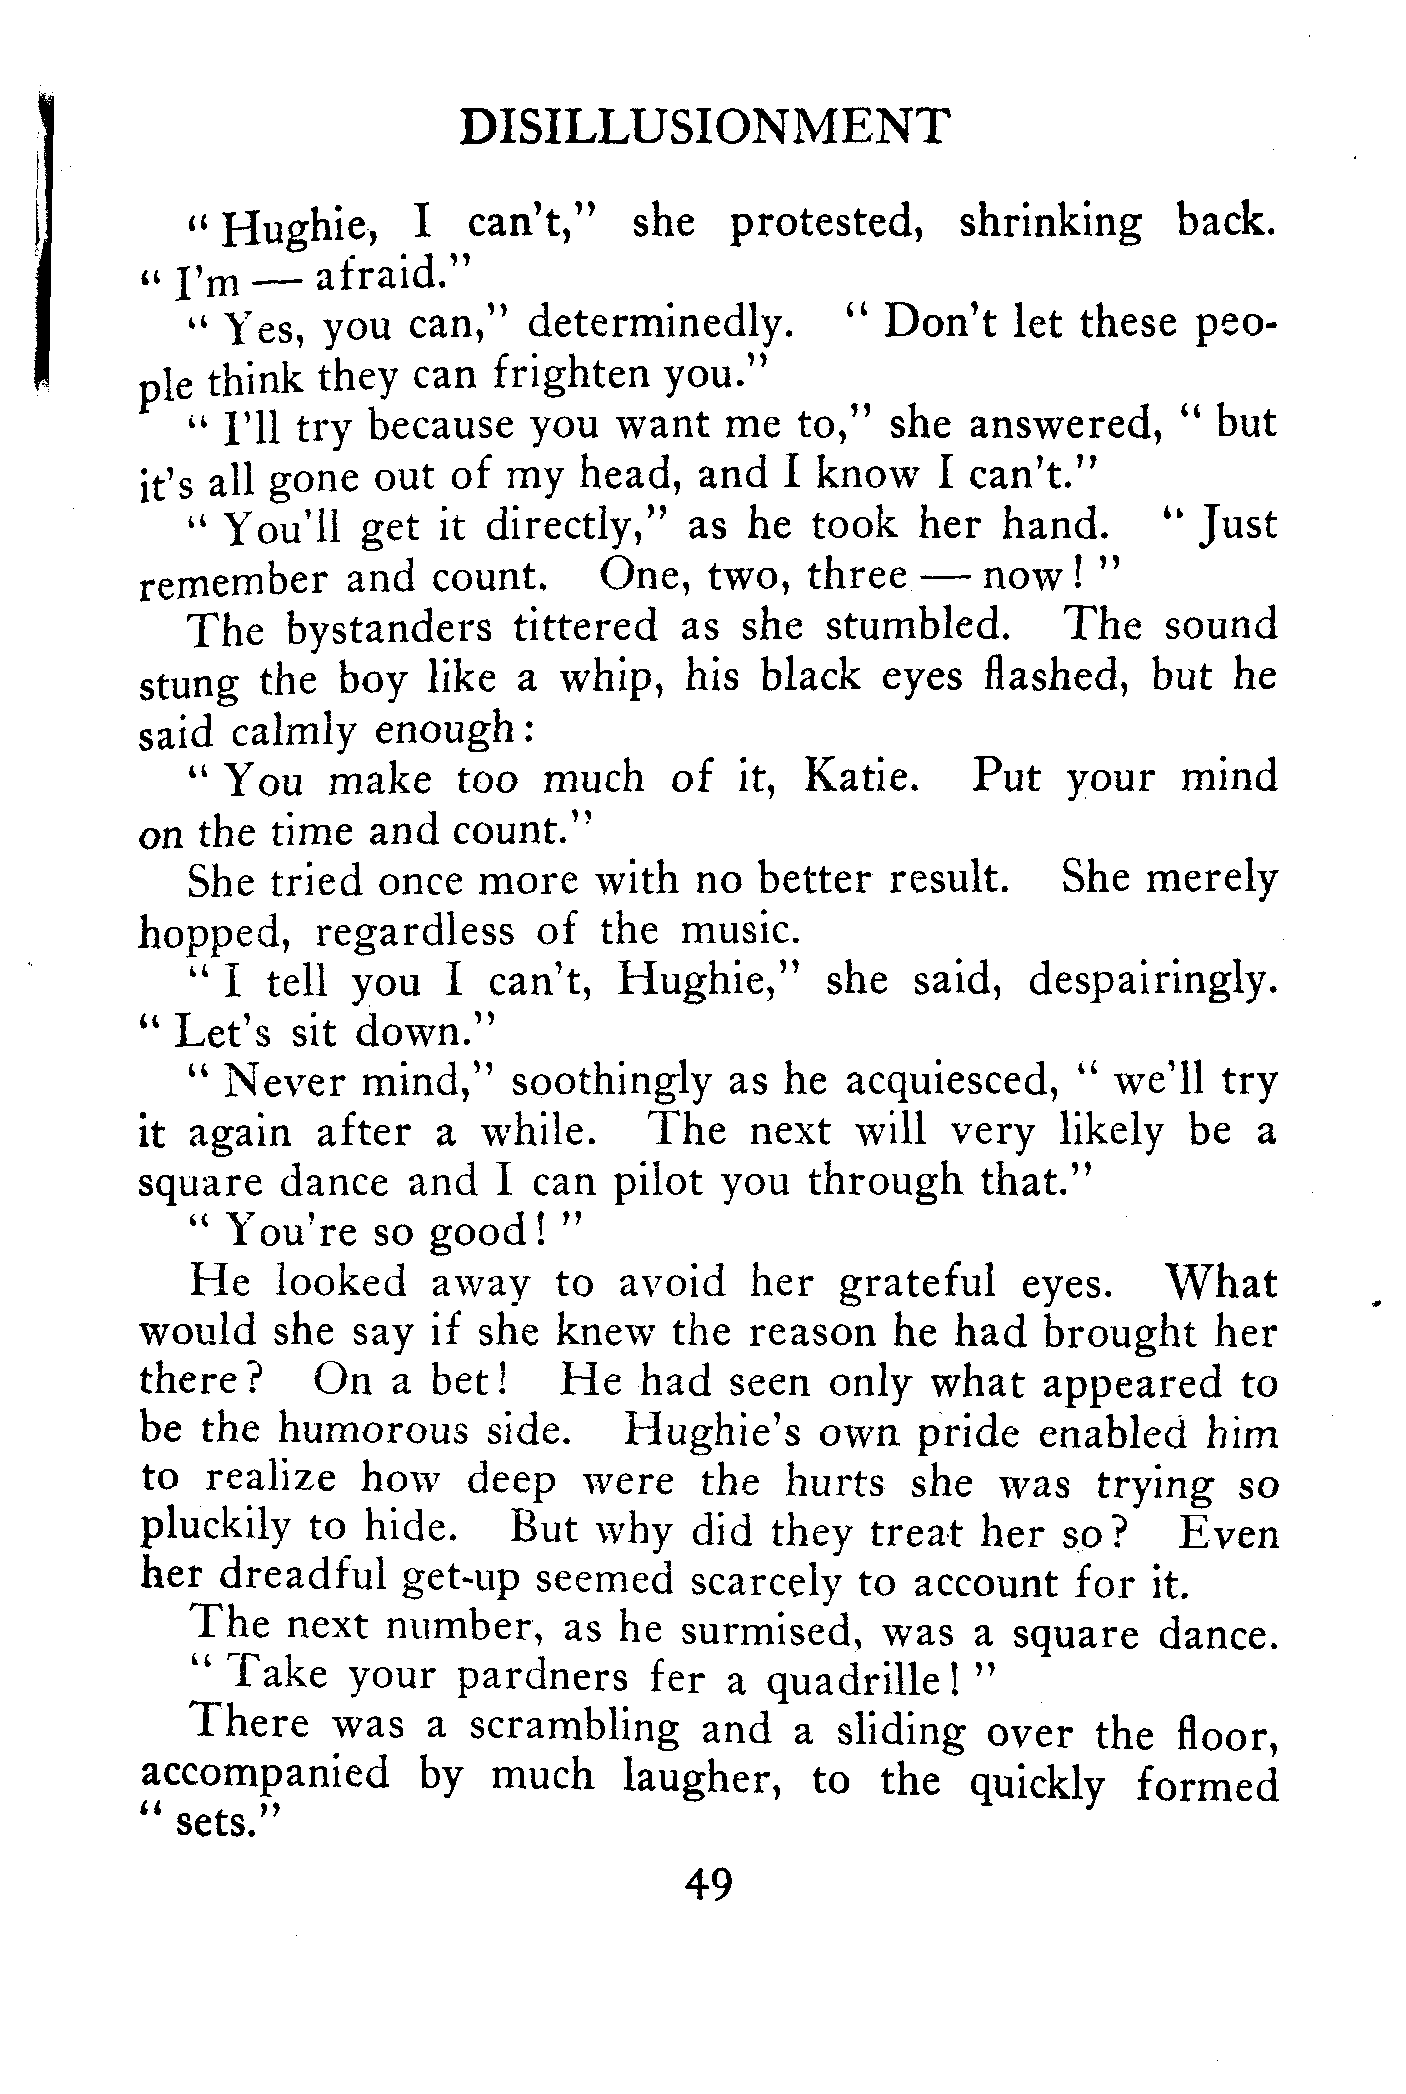 DISILLUSIONMENT
“ Hughie, I can't,” she protested, shrinking back.
“ I'm — afraid.”
“ Yes, you can,” determinedly. “ Don't let these peo-
ple think they can frighten you.”
“ I'll try because you want me to,” she answered, “ but
it's all gone out of my head, and I know I can't.”
“ You'll get it directly,” as he took her hand. “ Just
remember and count. One, two, three — now! ”
The bystanders tittered as she stumbled. The sound
stung the boy like a whip, his black eyes flashed, but he
said calmly enough:
“ You make too much of it, Katie. Put your mind
on the time and count.”
She tried once more with no better result. She merely
hopped, regardless of the music.
“ I tell you I can't, Hughie,” she said, despairingly.
“ Let's sit down.”
“ Never mind,” soothingly as he acquiesced, “ we'll try
it again after a while. The next will very likely be a
square dance and I can pilot you through that.”
“ You're so good! ”
He looked away to avoid her grateful eyes. What
would she say if she knew the reason he had brought her
there? On a bet! He had seen only what appeared to
be the humorous side. Hughie's own pride enabled him
to realize how deep were the hurts she was trying so
pluckily to hide. But why did they treat her so? Even
her dreadful get-up seemed scarcely to account for it.
The next number, as he surmised, was a square dance.
“ Take your pardners fer a quadrille! ”
There was a scrambling and a sliding over the floor,
accompanied by much laugher, to the quickly formed
“ sets.”
49